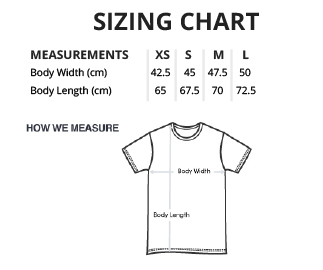 SIZING CHART
MEASUREMENTS XS S M L
Body Width (cm) 42.5 45 47.5 50
Body Length (cm) 65 67.5 70 72.5
HOW WE MEASURE
Body Width
Body Length